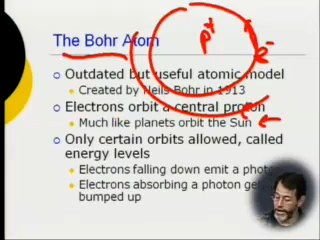 The Bohr Atom
p+
e-
Outdated but useful atomic model
Created by Neils Bohr in 1913
Electrons orbit a central proton
Much like planets orbit the Sun
Only certain orbits allowed, called
energy levels
Electrons falling down emit a
Electrons absorbing a photon
bumped up